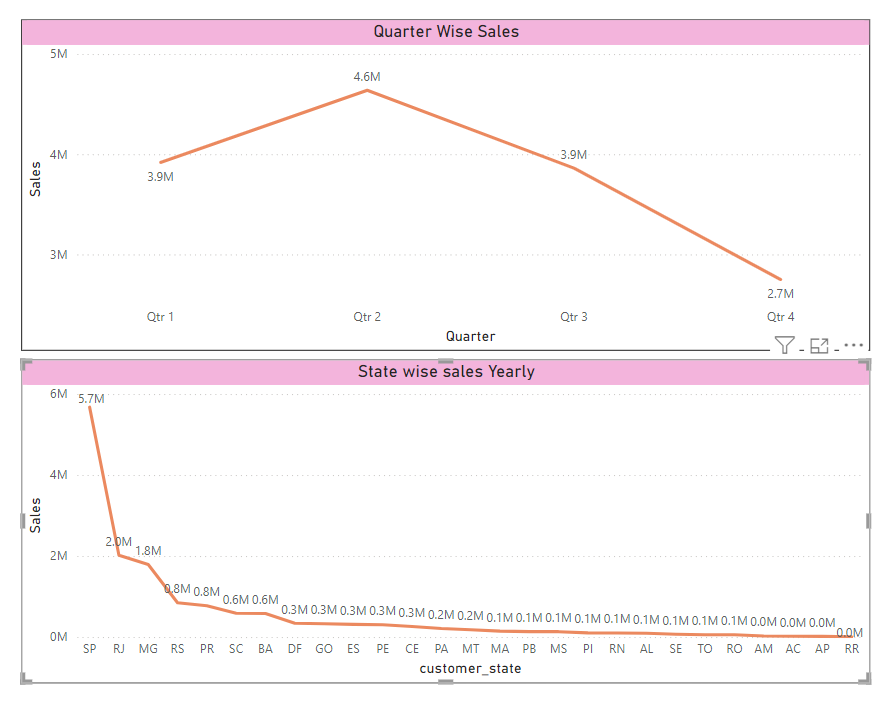 Quarter Wise Sales
5M
4.6M
4M
3.9M
3.9M
Sales
3M
2.7M
Qtr 1 Qtr 2 Qtr 3 Qtr 4
Quarter
State wise sales Yearly
6M
5.7M
4M
Sales
2M
2.0M 1.8M
0.8M 0.8M 0.6M 0.6M 0.3M 0.3M 0.3M 0.3M 0.3M 0.2M 0.2M 0.1M 0.1M 0.1M 0.1M 0.1M 0.1M 0.1M 0.1M 0.1M 0.0M 0.0M 0.0M 0.0M
0M
SP RJ MG RS PR SC BA DF GO ES PE CE PA MT MA PB MS PI RN AL SE TO RO AM AC AP RR
customer_state